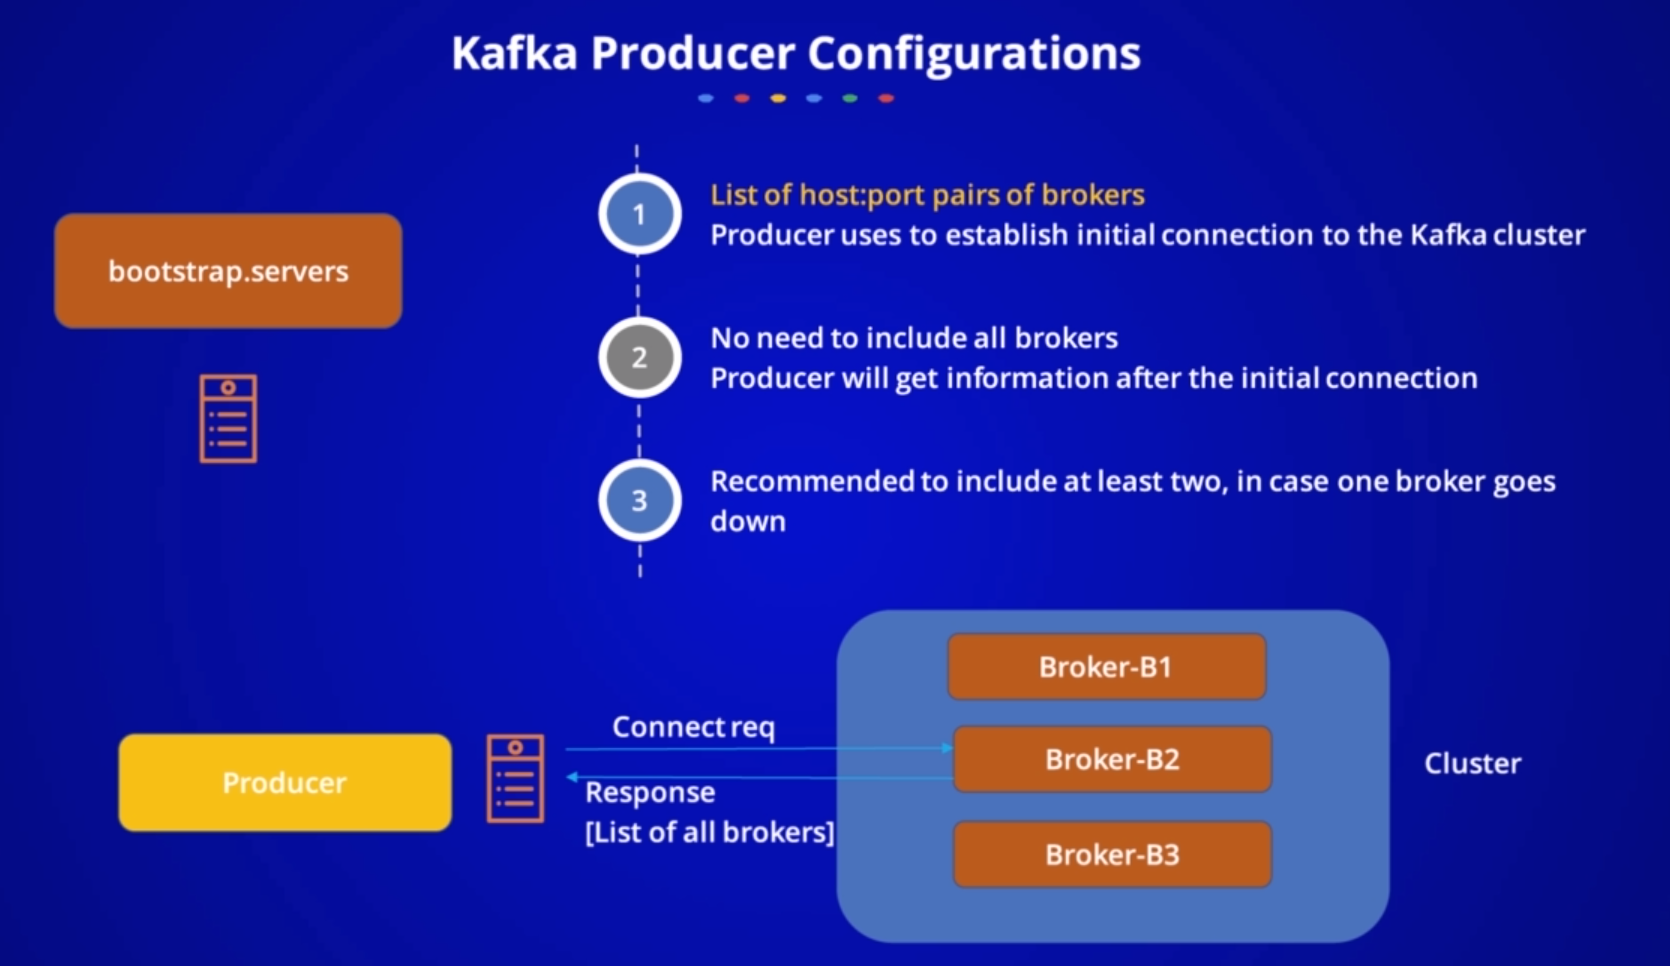 Kafka Producer Configurations
bootstrap.servers
1
List of host:port pairs of brokers
Producer uses to establish initial connection to the Kafka cluster
2
No need to include all brokers
Producer will get information after the initial connection
3
Recommended to include at least two, in case one broker goes
down
Producer
Connect req
Response
[List of all brokers]
Broker-B1
Broker-B2
Broker-B3
Cluster